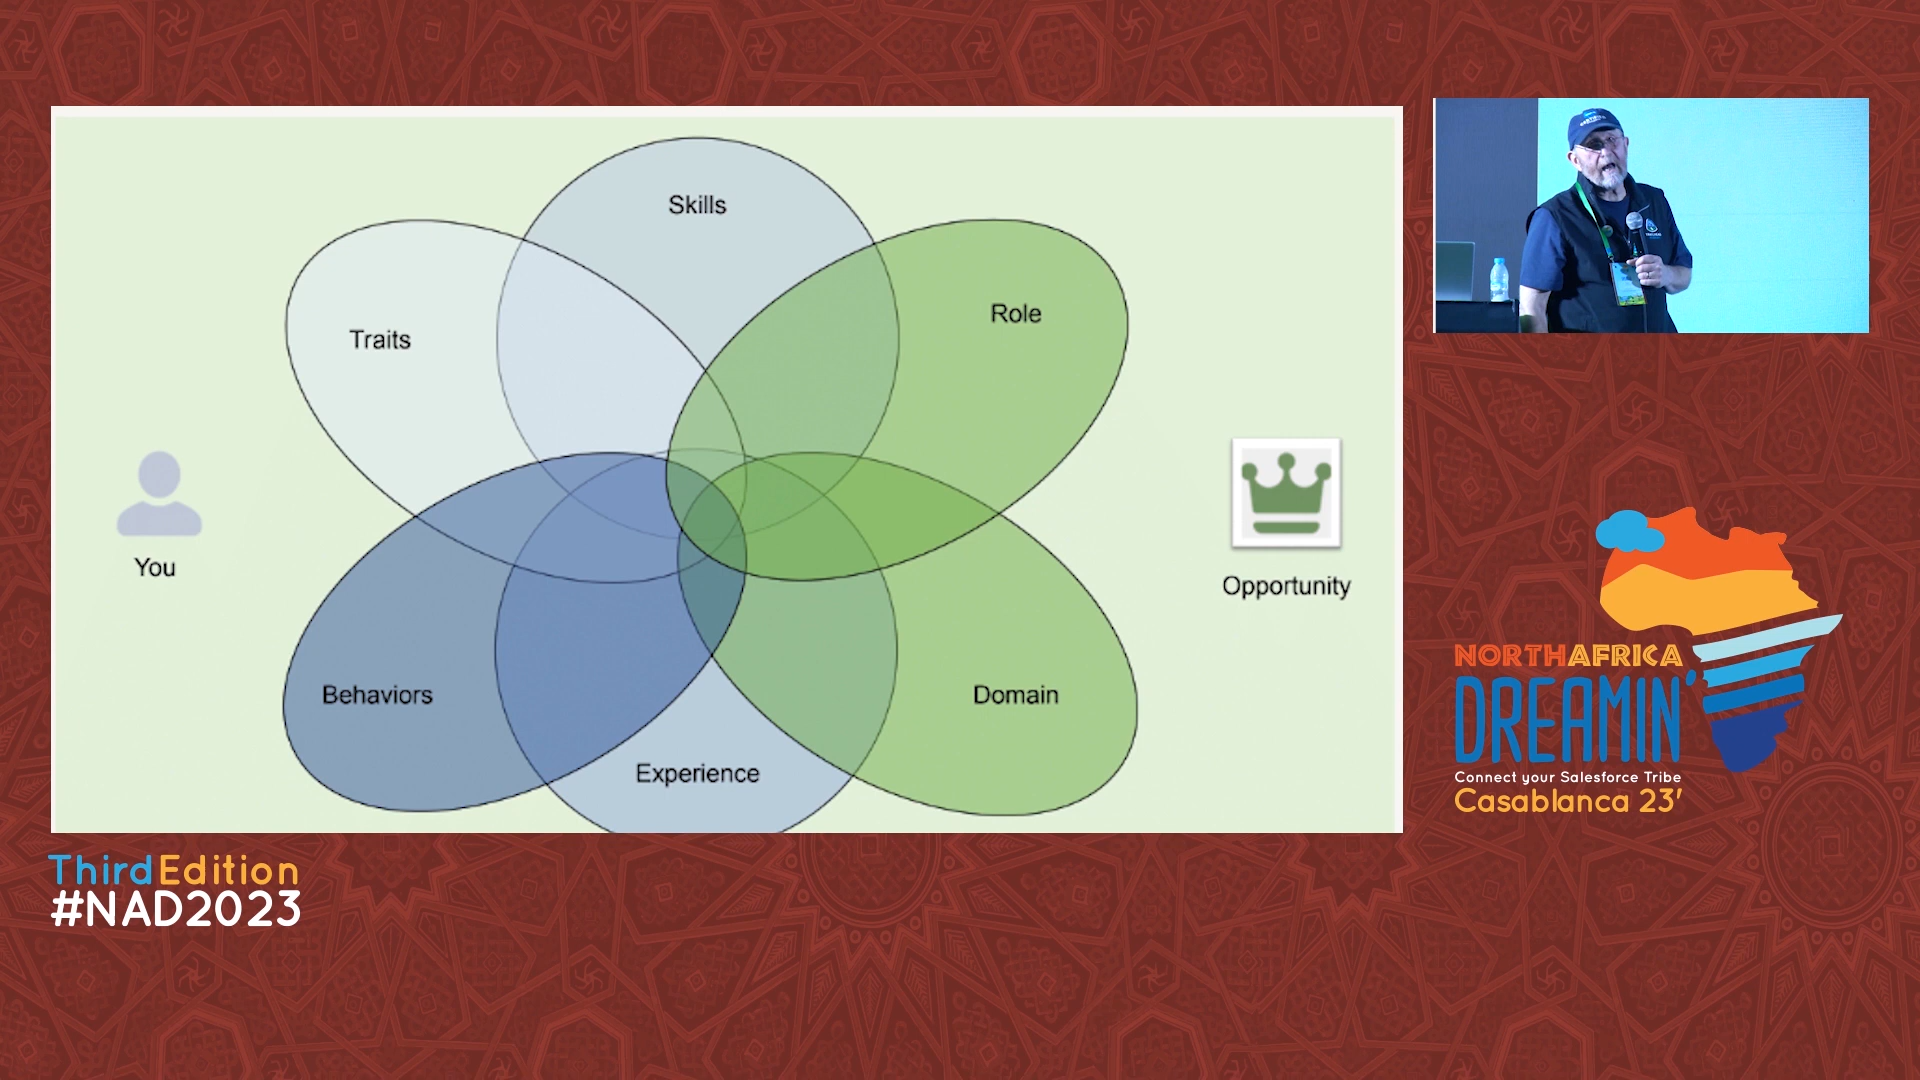 Skills
Role
Traits
You
Opportunity
Behaviors
Domain
Experience
NORTHAFRICA
DREAMIN'
Connect your Salesforce Tribe
Casablanca 23'
ThirdEdition
#NAD2023